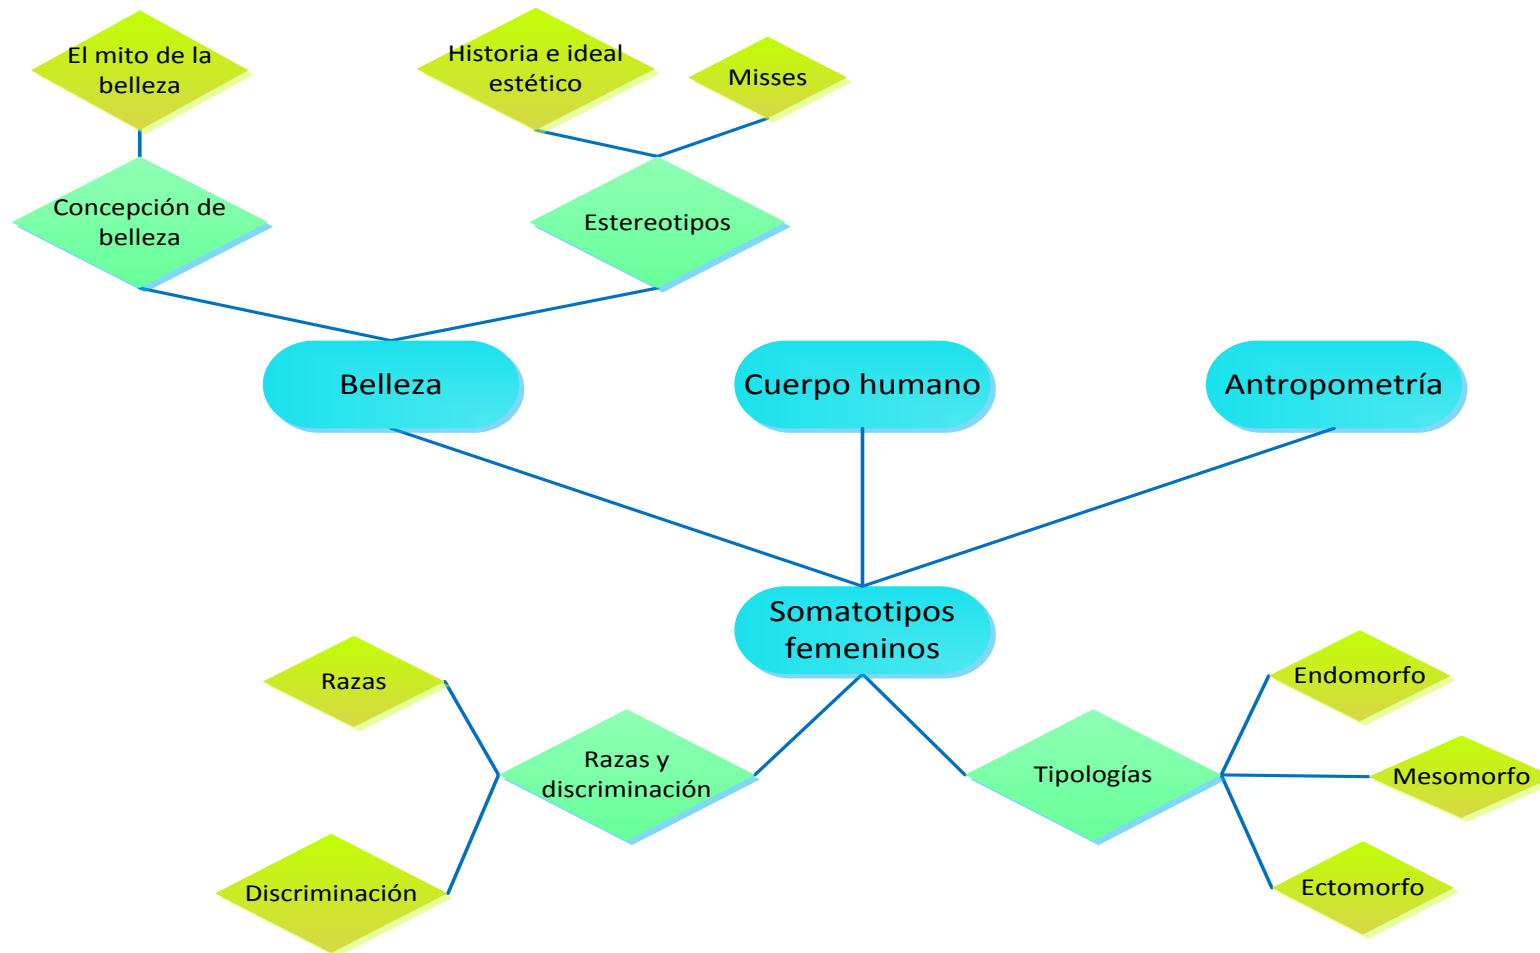 El mito de la
belleza
Historia e ideal
estético
Misses
Concepción de
belleza
Estereotipos
Belleza
Cuerpo humano
Antropometría
Somatotipos
femeninos
Razas
Endomorfo
Razas y
discriminación
Tipologías
Mesomorfo
Discriminación
Ectomorfo